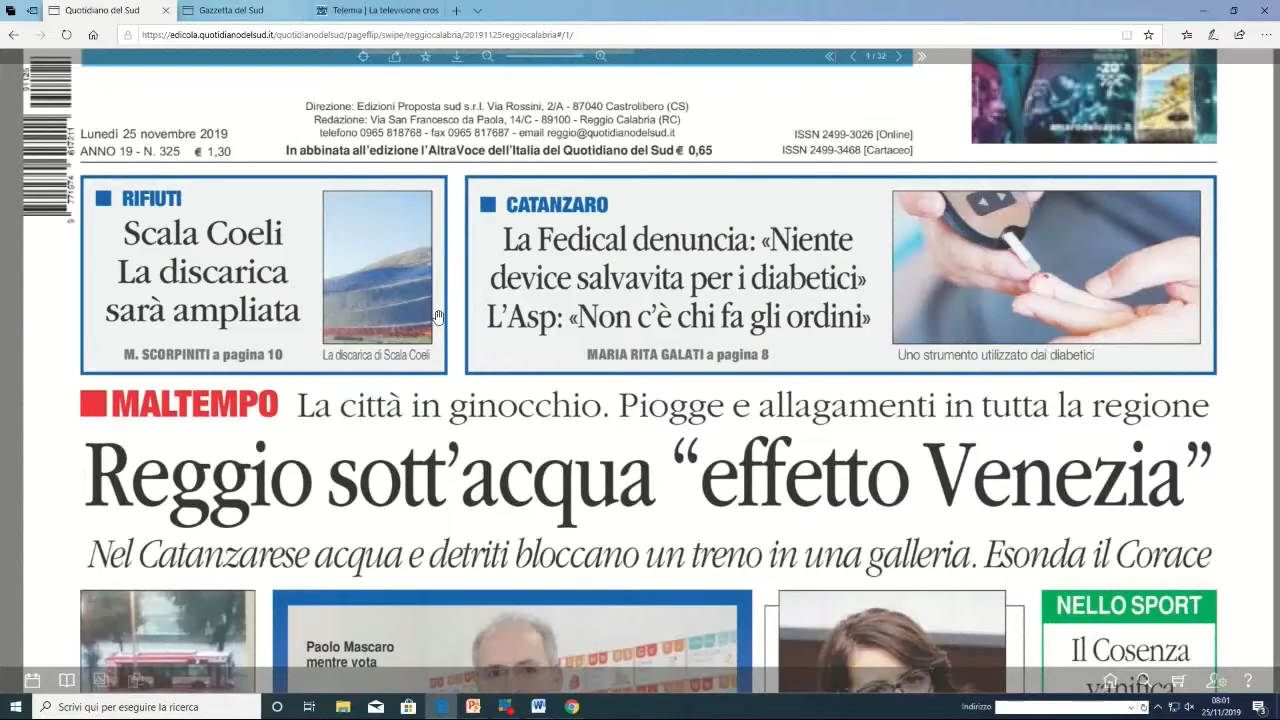 Quotidiano del Sud
Gazzetta del Sud
Telemia | La televisione cros
https://edicola.quotidianodelsud.it/quotidianodelsud/pageflip/swipe/reggiocalabria/20191125reggiocalabria#/1/
1 / 32
-20°
amarodelcapo.it
91125
Direzione: Edizioni Proposta sud s.r.l. Via Rossini, 2/A - 87040 Castrolibero (CS)
Redazione: Via San Francesco da Paola, 14/C - 89100 - Reggio Calabria (RC)
telefono 0965 818768 - fax 0965 817687 - email reggio@quotidianodelsud.it
In abbinata all'edizione l'AltraVoce dell'Italia del Quotidiano del Sud € 0,65
Lunedì 25 novembre 2019
ANNO 19 - N. 325 € 1,30
ISSN 2499-3026 [Online]
ISSN 2499-3468 [Cartaceo]
RIFIUTI
Scala Coeli
La discarica
sarà ampliata
M. SCORPINITI a pagina 10
La discarica di Scala Coeli
CATANZARO
La Fedical denuncia: «Niente
device salvavita per i diabetici»
L'Asp: «Non c'è chi fa gli ordini»
MARIA RITA GALATI a pagina 8
Uno strumento utilizzato dai diabetici
MALTEMPO La città in ginocchio. Piogge e allagamenti in tutta la regione
Reggio sott'acqua “effetto Venezia”
Nel Catanzarese acqua e detriti bloccano un treno in una galleria. Esonda il Corace
Paolo Mascaro
mentre vota
NELLO SPORT
Il Cosenza
vanifica
Scrivi qui per eseguire la ricerca
Indirizzo
08:01
25/11/2019